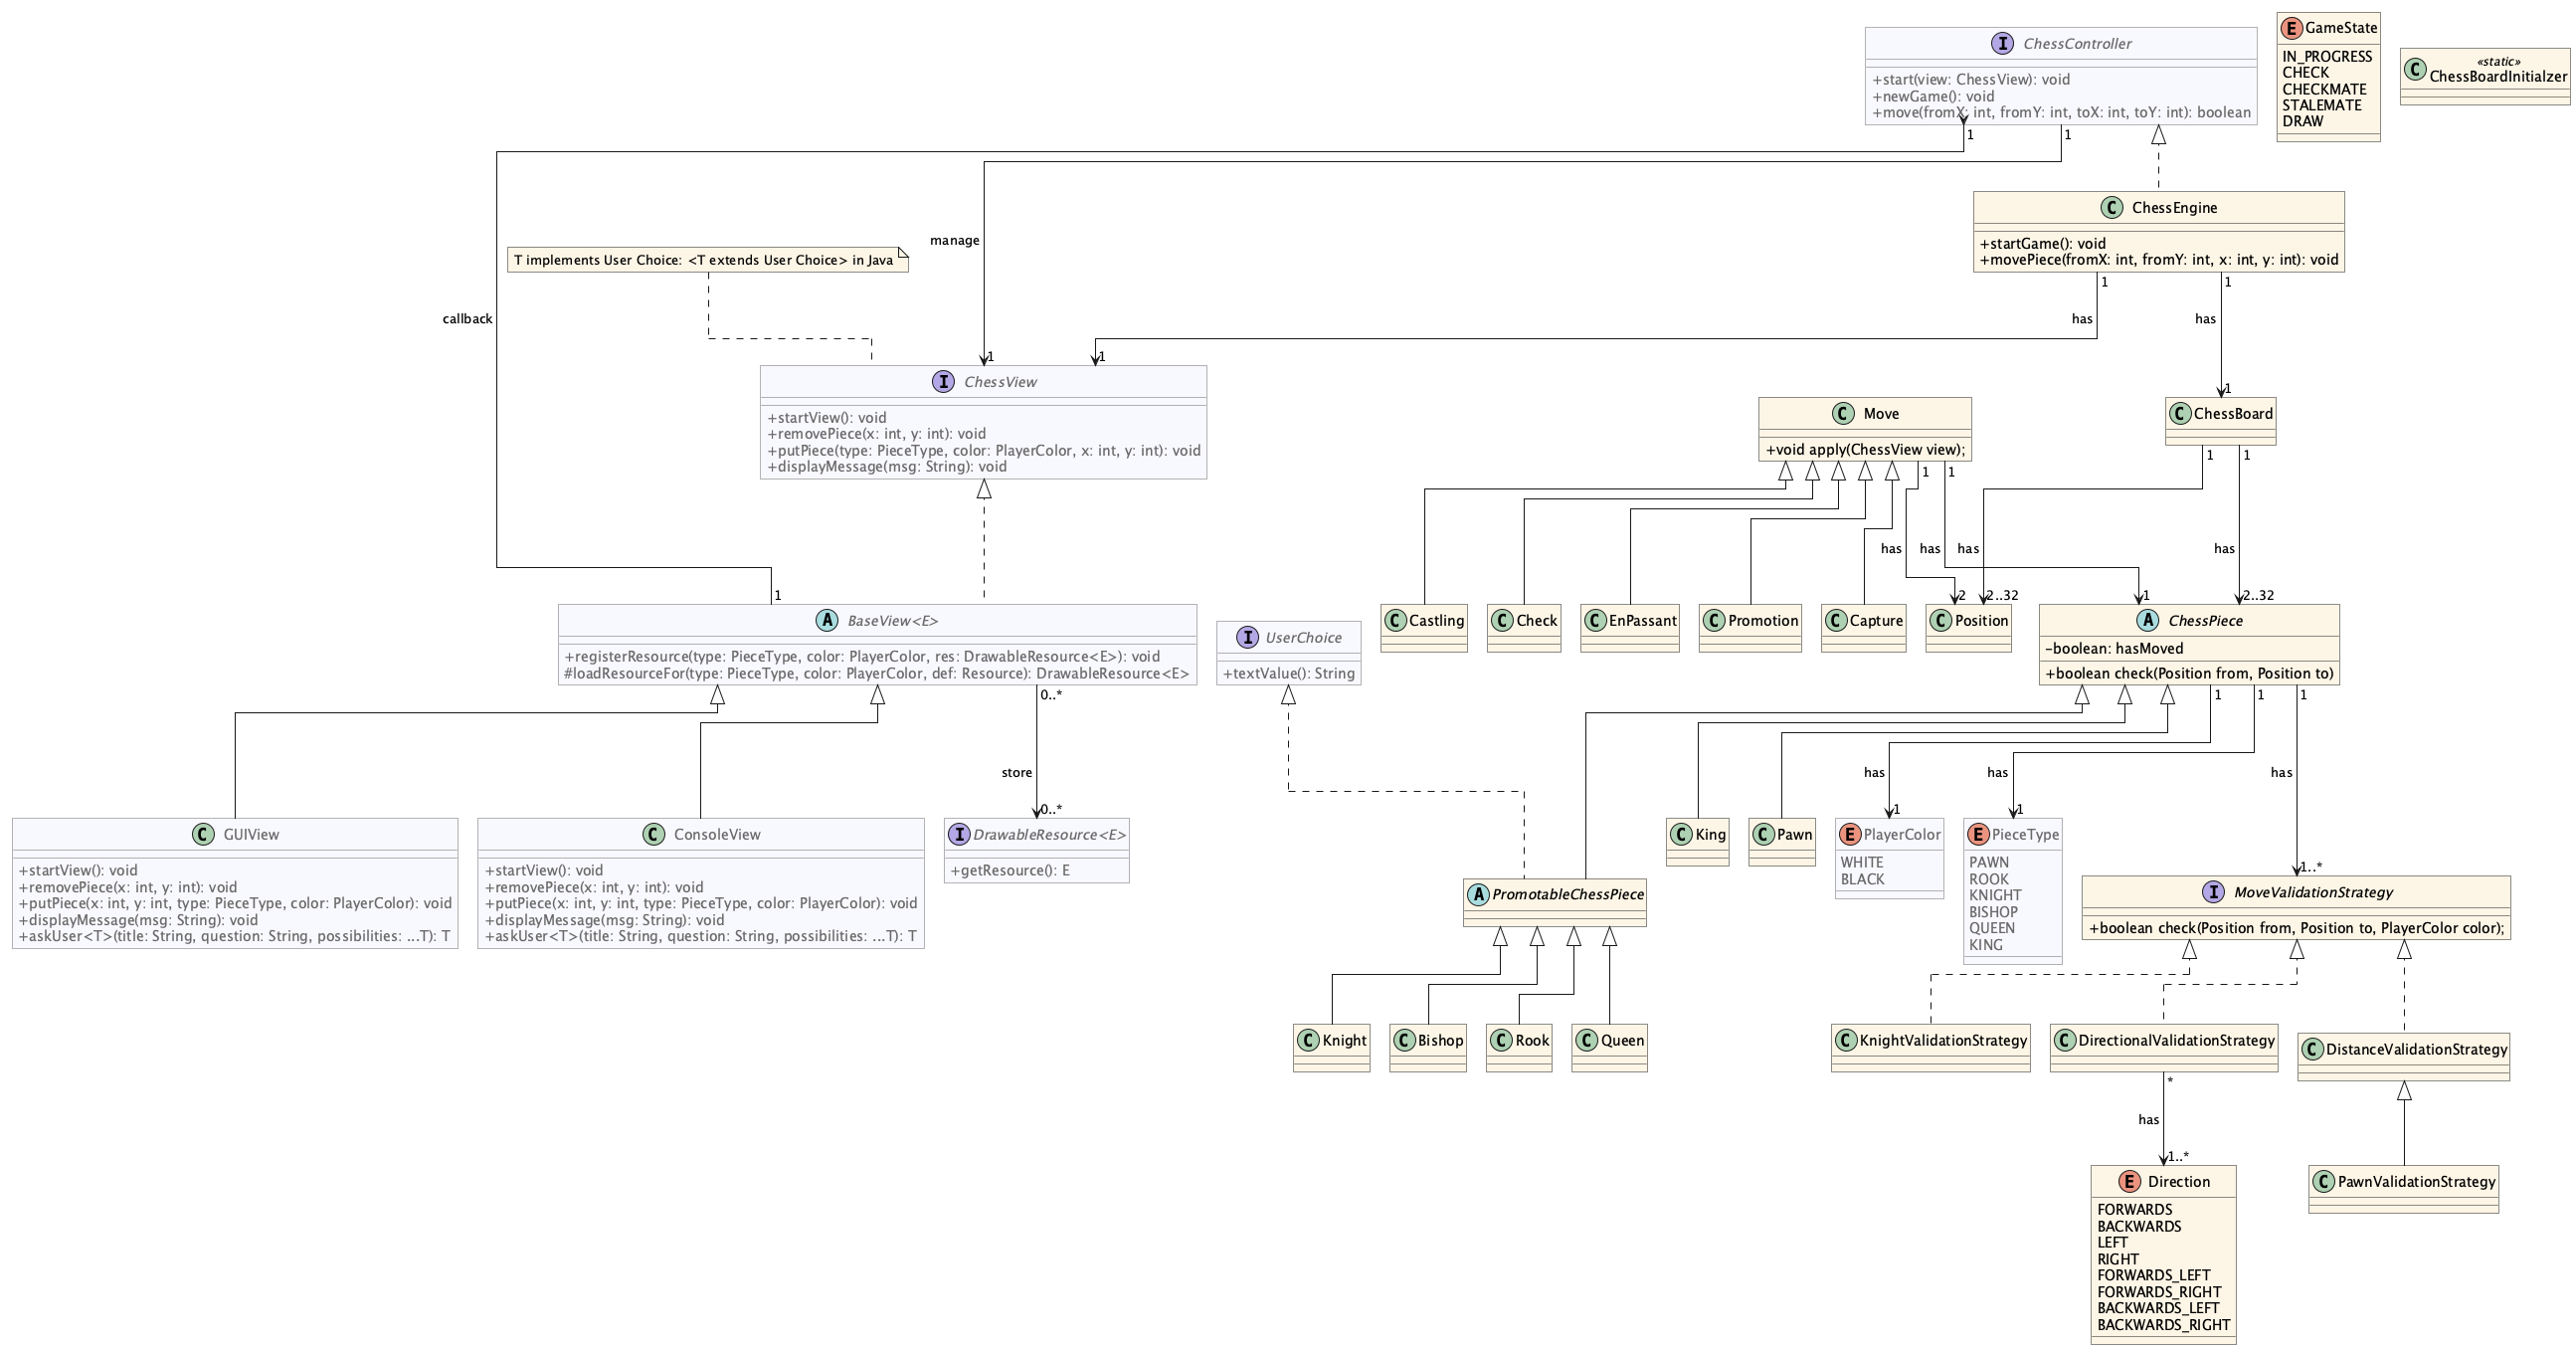 I ChessController
+start(view: ChessView): void
+newGame(): void
+move(fromX: int, fromY: int, toX: int, toY: int): boolean
E GameState
IN_PROGRESS
CHECK
CHECKMATE
STALEMATE
DRAW
«static»
C ChessBoardInitialzer
1
1
C ChessEngine
+startGame(): void
+movePiece(fromX: int, fromY: int, x: int, y: int): void
manage
T implements User Choice: <T extends User Choice> in Java
1
1
callback
has
has
1
1
1
I ChessView
+startView(): void
+removePiece(x: int, y: int): void
+putPiece(type: PieceType, color: PlayerColor, x: int, y: int): void
+displayMessage(msg: String): void
C Move
+void apply(ChessView view);
C ChessBoard
1
1
1
1
has
has
has
has
1
2
2..32
1
2..32
A BaseView<E>
+registerResource(type: PieceType, color: PlayerColor, res: DrawableResource<E>): void
#loadResourceFor(type: PieceType, color: PlayerColor, def: Resource): DrawableResource<E>
I UserChoice
+textValue(): String
C Castling
C Check
C EnPassant
C Promotion
C Capture
C Position
A ChessPiece
-boolean: hasMoved
+boolean check(Position from, Position to)
0..*
1
1
1
store
has
has
has
0..*
1
1
1..*
C GUIView
+startView(): void
+removePiece(x: int, y: int): void
+putPiece(x: int, y: int, type: PieceType, color: PlayerColor): void
+displayMessage(msg: String): void
+askUser<T>(title: String, question: String, possibilities: ...T): T
C ConsoleView
+startView(): void
+removePiece(x: int, y: int): void
+putPiece(x: int, y: int, type: PieceType, color: PlayerColor): void
+displayMessage(msg: String): void
+askUser<T>(title: String, question: String, possibilities: ...T): T
I DrawableResource<E>
+getResource(): E
C King
C Pawn
E PlayerColor
WHITE
BLACK
E PieceType
PAWN
ROOK
KNIGHT
BISHOP
QUEEN
KING
A PromotableChessPiece
I MoveValidationStrategy
+boolean check(Position from, Position to, PlayerColor color);
C Knight
C Bishop
C Rook
C Queen
C KnightValidationStrategy
C DirectionalValidationStrategy
C DistanceValidationStrategy
*
has
1..*
E Direction
FORWARDS
BACKWARDS
LEFT
RIGHT
FORWARDS_LEFT
FORWARDS_RIGHT
BACKWARDS_LEFT
BACKWARDS_RIGHT
C PawnValidationStrategy